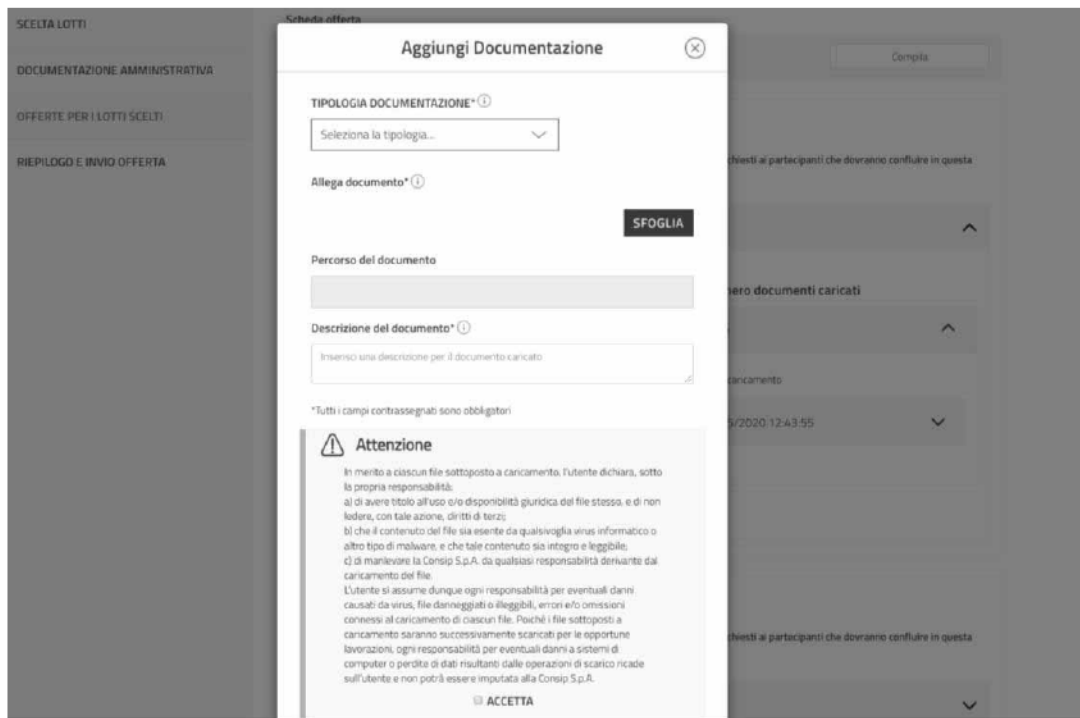 SCELTA LOTTI
DOCUMENTAZIONE AMMINISTRATIVA
OFFERTE PER I LOTTI SCELTI
RIEPILOGO E INVIO OFFERTA
Scheda offerta
Compila
Aggiungi Documentazione
TIPOLOGIA DOCUMENTAZIONE*
Seleziona la tipologia...
Allega documento*
SFOGLIA
Percorso del documento
Descrizione del documento*
Inserisci una descrizione per il documento caricato
*Tutti i campi contrassegnati sono obbligatori
Attenzione
In merito a ciascun file sottoposto a caricamento, l'utente dichiara, sotto
la propria responsabilità:
a) di avere titolo all'uso e/o disponibilità giuridica del file stesso, e di non
ledere, con tale azione, diritti di terzi;
b) che il contenuto del file sia esente da qualsivoglia virus informatico o
altro tipo di malware, e che tale contenuto sia integro e leggibile;
c) di manlevare la Consip S.p.A. da qualsiasi responsabilità derivante dal
caricamento del file.
L'utente si assume dunque ogni responsabilità per eventuali danni
causati da virus, file danneggiati o illeggibili, errori e/o omissioni
connessi al caricamento di ciascun file. Poiché i file sottoposti a
caricamento saranno successivamente scaricati per le opportune
lavorazioni, ogni responsabilità per eventuali danni a sistemi di
computer o perdita di dati risultanti dalle operazioni di scarico ricade
sull'utente e non potrà essere imputata alla Consip S.p.A.
ACCETTA
chiesti ai partecipanti che dovranno confluire in questa
mero documenti caricati
caricamento
5/2020 12:43:55
chiesti ai partecipanti che dovranno confluire in questa